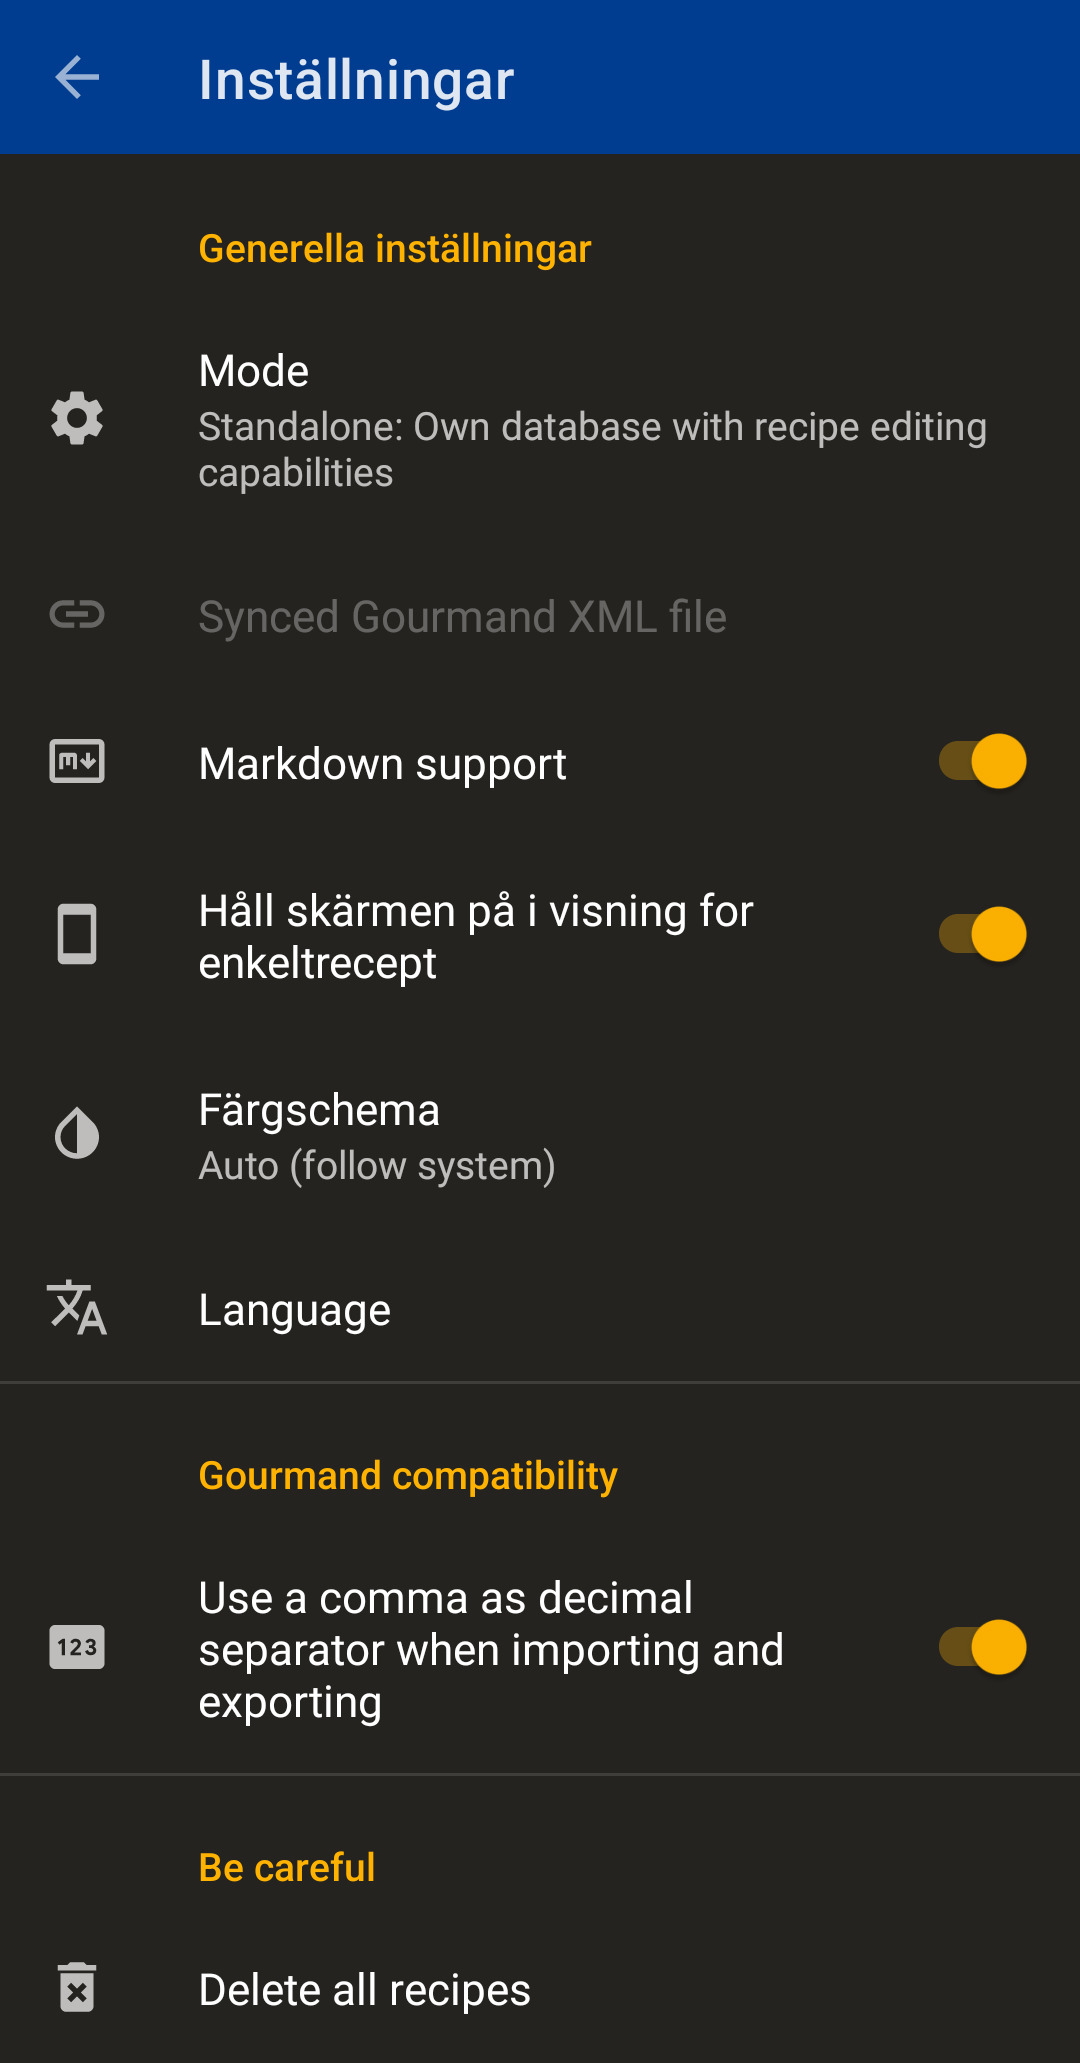 Inställningar
Generella inställningar
Mode
Standalone: Own database with recipe editing
capabilities
Synced Gourmand XML file
Markdown support
Håll skärmen på i visning for
enkeltrecept
Färgschema
Auto (follow system)
Language
Gourmand compatibility
Use a comma as decimal
123
separator when importing and
exporting
Be careful
Delete all recipes